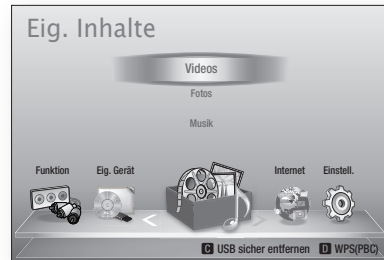 Eig. Inhalte
Videos
Fotos
Musik
Funktion Eig. Gerät Internet Einstell.
C USB sicher entfernen D WPS(PBC)